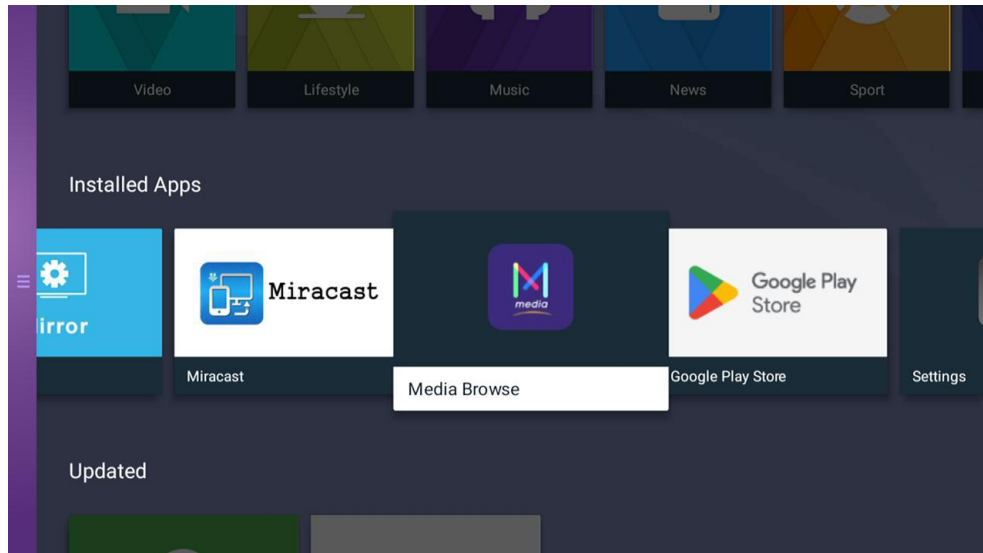 Video
Lifestyle
Music
News
Sport
Installed Apps
irror
Miracast
Miracast
media
Media Browse
Google Play
Store
Google Play Store
Settings
Updated